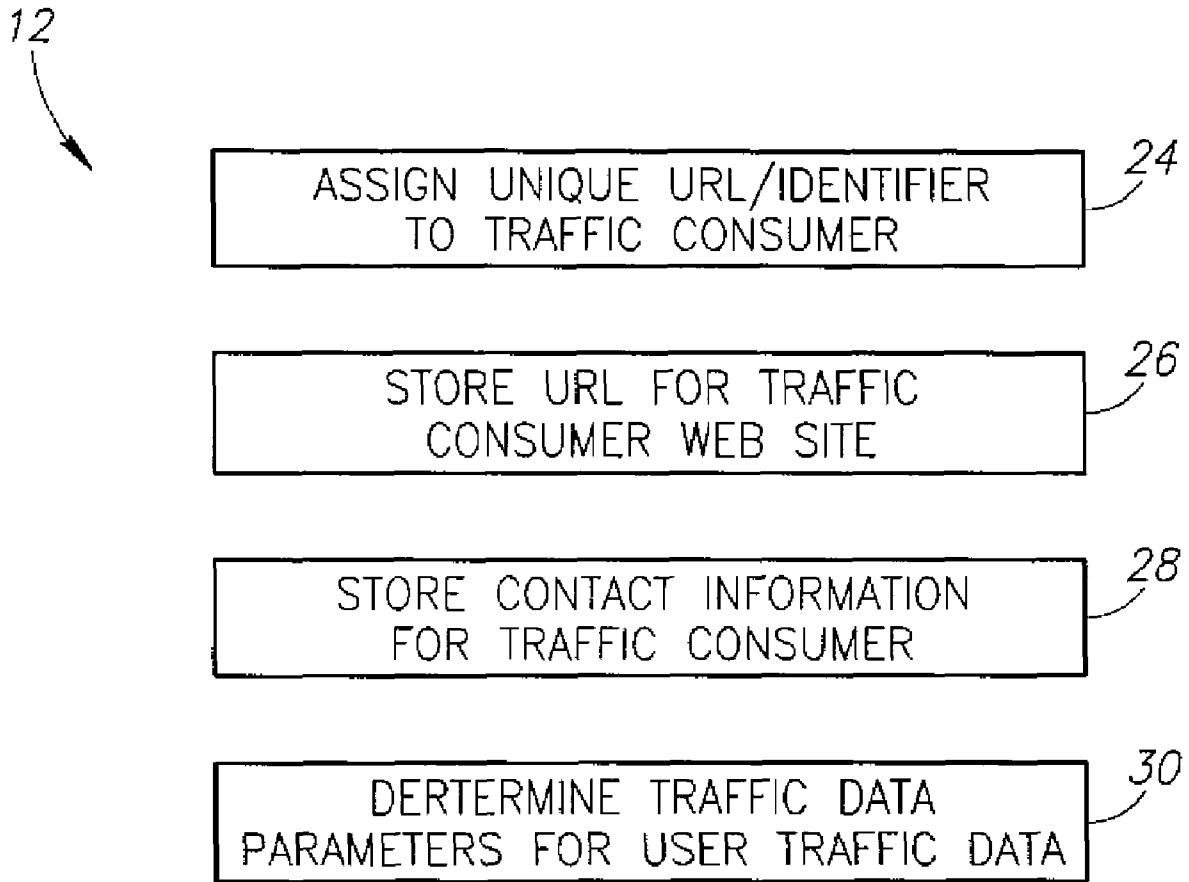 12
ASSIGN UNIQUE URL/IDENTIFIER
TO TRAFFIC CONSUMER
24
STORE URL FOR TRAFFIC
CONSUMER WEB SITE
26
STORE CONTACT INFORMATION
FOR TRAFFIC CONSUMER
28
DERTERMINE TRAFFIC DATA
PARAMETERS FOR USER TRAFFIC DATA
30